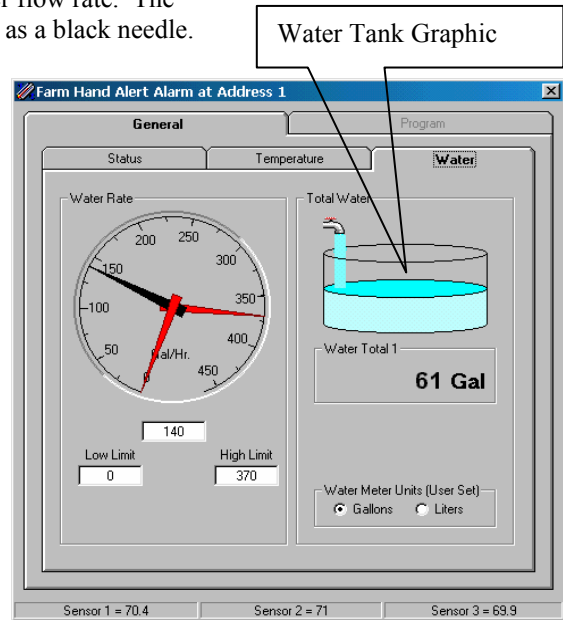 r flow rate. The
as a black needle.
Water Tank Graphic
Farm Hand Alert Alarm at Address 1
General
Program
Status
Temperature
Water
Water Rate
0
50
100
150
200
250
300
350
400
450
Gal/Hr.
140
Low Limit
High Limit
0
370
Total Water
Water Total 1
61 Gal
Water Meter Units (User Set)
Gallons
Liters
Sensor 1 = 70.4
Sensor 2 = 71
Sensor 3 = 69.9